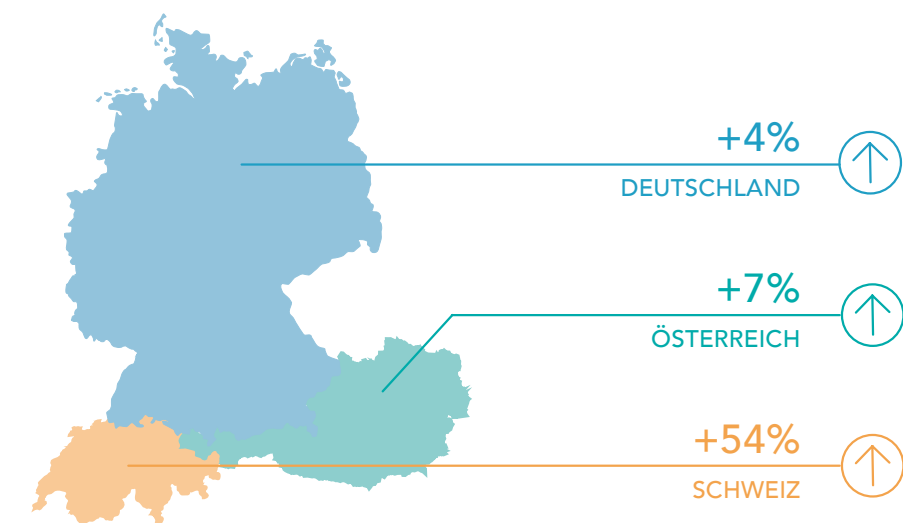 +4%
DEUTSCHLAND
+7%
ÖSTERREICH
+54%
SCHWEIZ